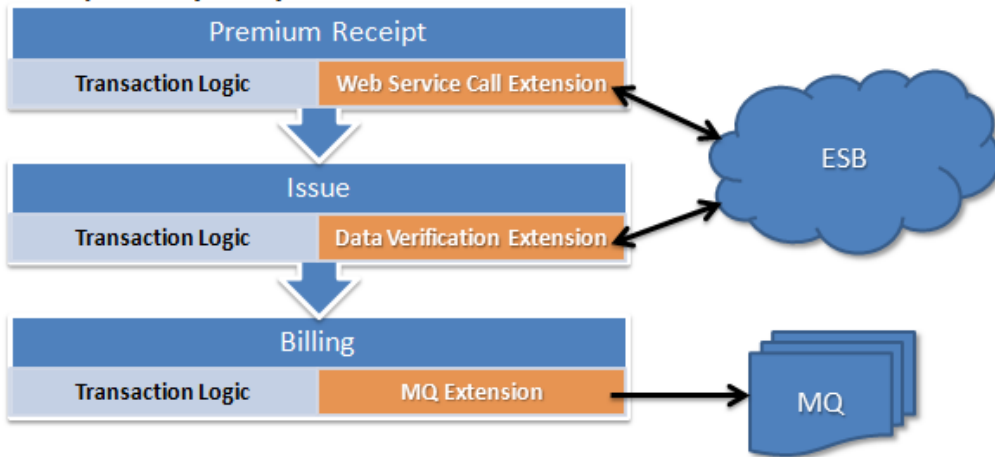 Premium Receipt
Transaction Logic
Web Service Call Extension
ESB
Issue
Transaction Logic
Data Verification Extension
Billing
Transaction Logic
MQ Extension
MQ